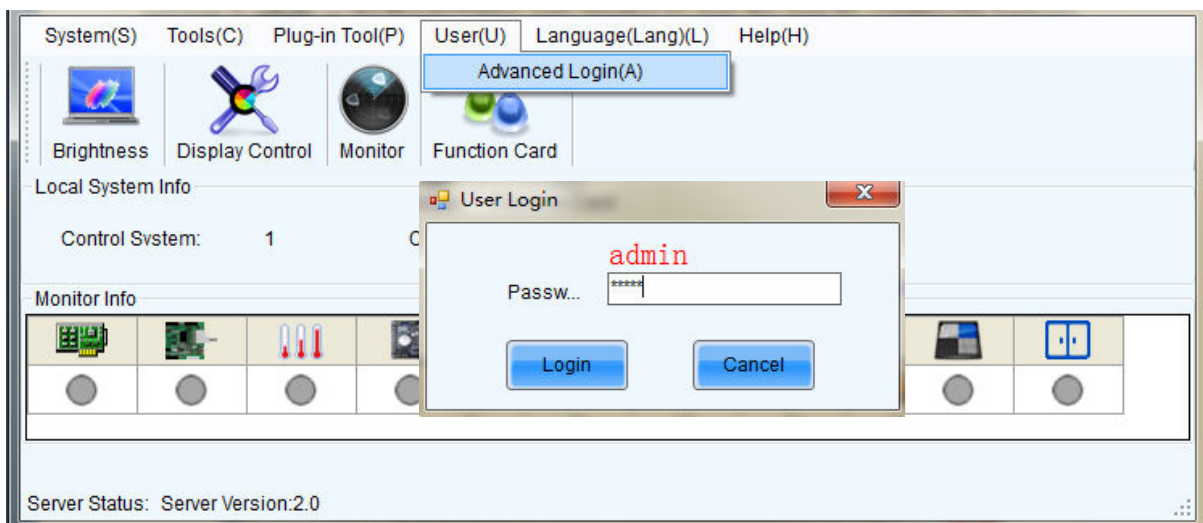 System(S) Tools(C) Plug-in Tool(P) User(U) Language(Lang)(L) Help(H)
Advanced Login(A)
Brightness Display Control Monitor Function Card
Local System Info
User Login
Control System: 1
admin
Passw... *****
Monitor Info
Login Cancel
Server Status: Server Version:2.0